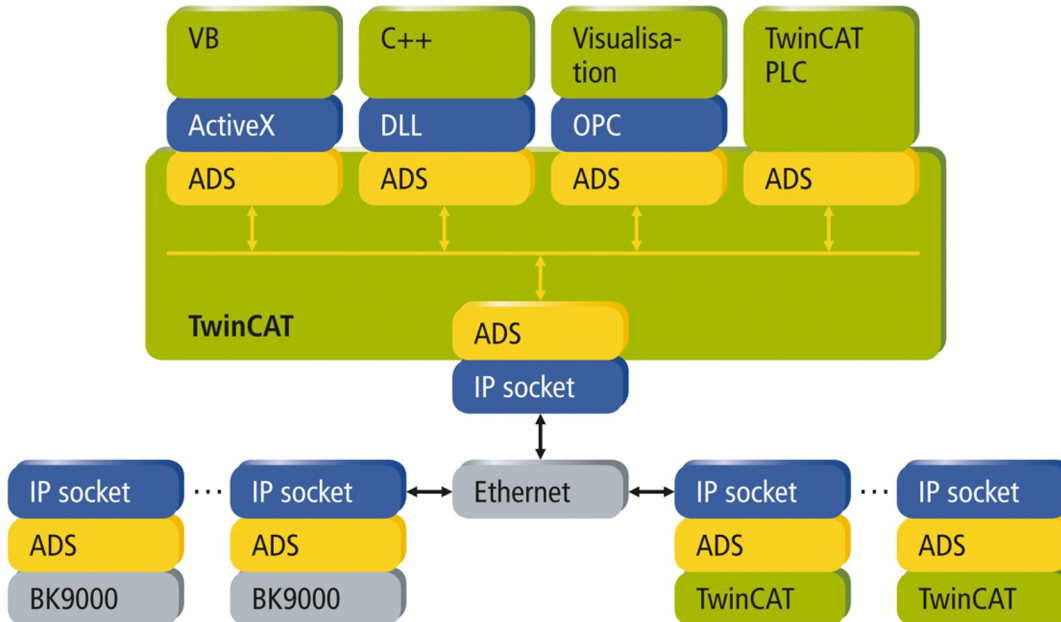 VB
C++
Visualisa-
tion
TwinCAT
PLC
ActiveX
DLL
OPC
ADS
ADS
ADS
ADS
TwinCAT
ADS
IP socket
IP socket
···
IP socket
Ethernet
IP socket
···
IP socket
ADS
ADS
ADS
ADS
BK9000
BK9000
TwinCAT
TwinCAT